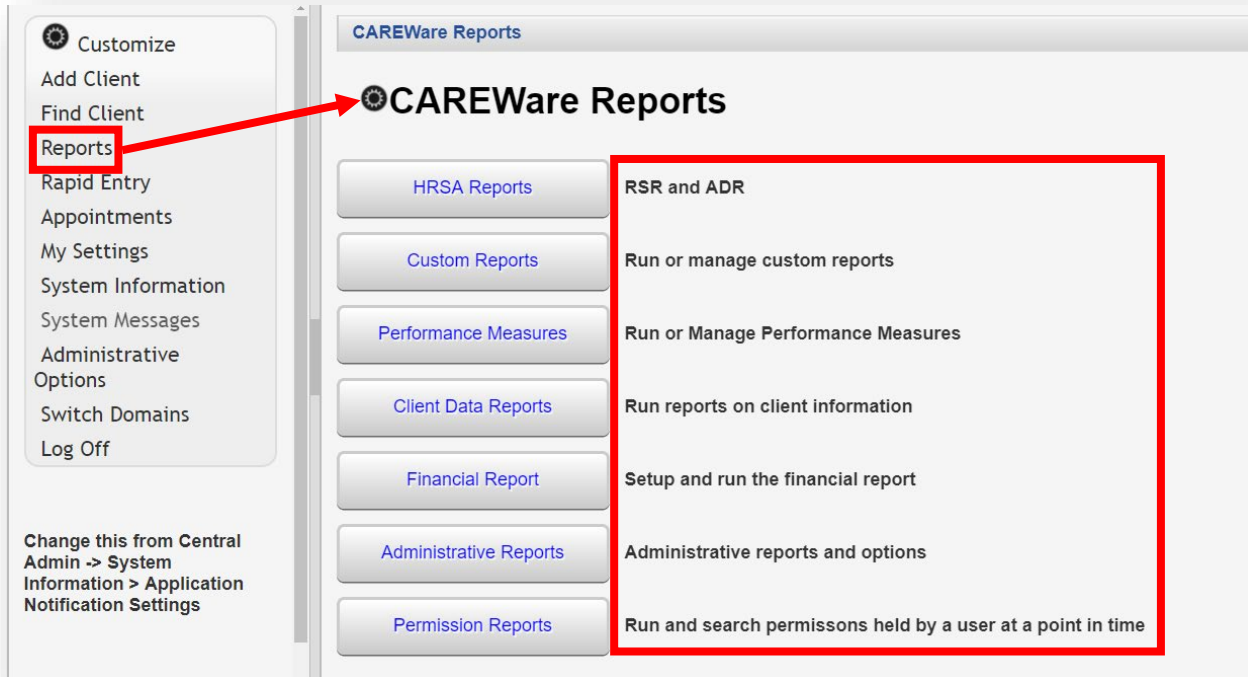 Customize
Add Client
Find Client
Reports
Rapid Entry
Appointments
My Settings
System Information
System Messages
Administrative
Options
Switch Domains
Log Off
Change this from Central
Admin -> System
Information > Application
Notification Settings
CAREWare Reports
CAREWare Reports
HRSA Reports RSR and ADR
Custom Reports Run or manage custom reports
Performance Measures Run or Manage Performance Measures
Client Data Reports Run reports on client information
Financial Report Setup and run the financial report
Administrative Reports Administrative reports and options
Permission Reports Run and search permissons held by a user at a point in time